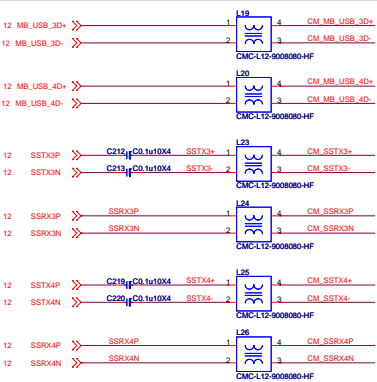 L19
12 MB_USB_3D+ 1 4 CM_MB_USB_3D+
12 MB_USB_3D- 2 3 CM_MB_USB_3D-
CMC-L12-9008080-HF
L20
12 MB_USB_4D+ 1 4 CM_MB_USB_4D+
12 MB_USB_4D- 2 3 CM_MB_USB_4D-
CMC-L12-9008080-HF
L23
12 SSTX3P C212 C0.1u10X4 SSTX3+ 1 4 CM_SSTX3+
12 SSTX3N C213 C0.1u10X4 SSTX3- 2 3 CM_SSTX3-
CMC-L12-9008080-HF
L24
12 SSRX3P SSRX3P 1 4 CM_SSRX3P
12 SSRX3N SSRX3N 2 3 CM_SSRX3N
CMC-L12-9008080-HF
L25
12 SSTX4P C219 C0.1u10X4 SSTX4+ 1 4 CM_SSTX4+
12 SSTX4N C220 C0.1u10X4 SSTX4- 2 3 CM_SSTX4-
CMC-L12-9008080-HF
L26
12 SSRX4P SSRX4P 1 4 CM_SSRX4P
12 SSRX4N SSRX4N 2 3 CM_SSRX4N
CMC-L12-9008080-HF